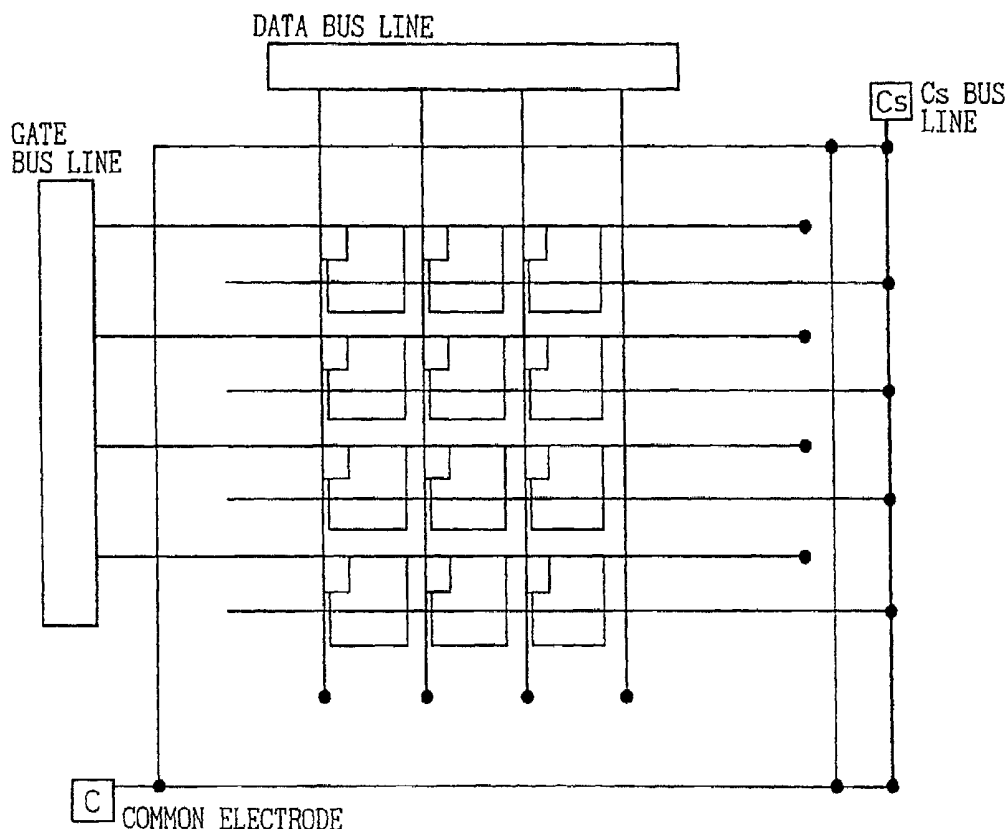 DATA BUS LINE
Cs
Cs BUS
LINE
GATE
BUS LINE
C
COMMON ELECTRODE